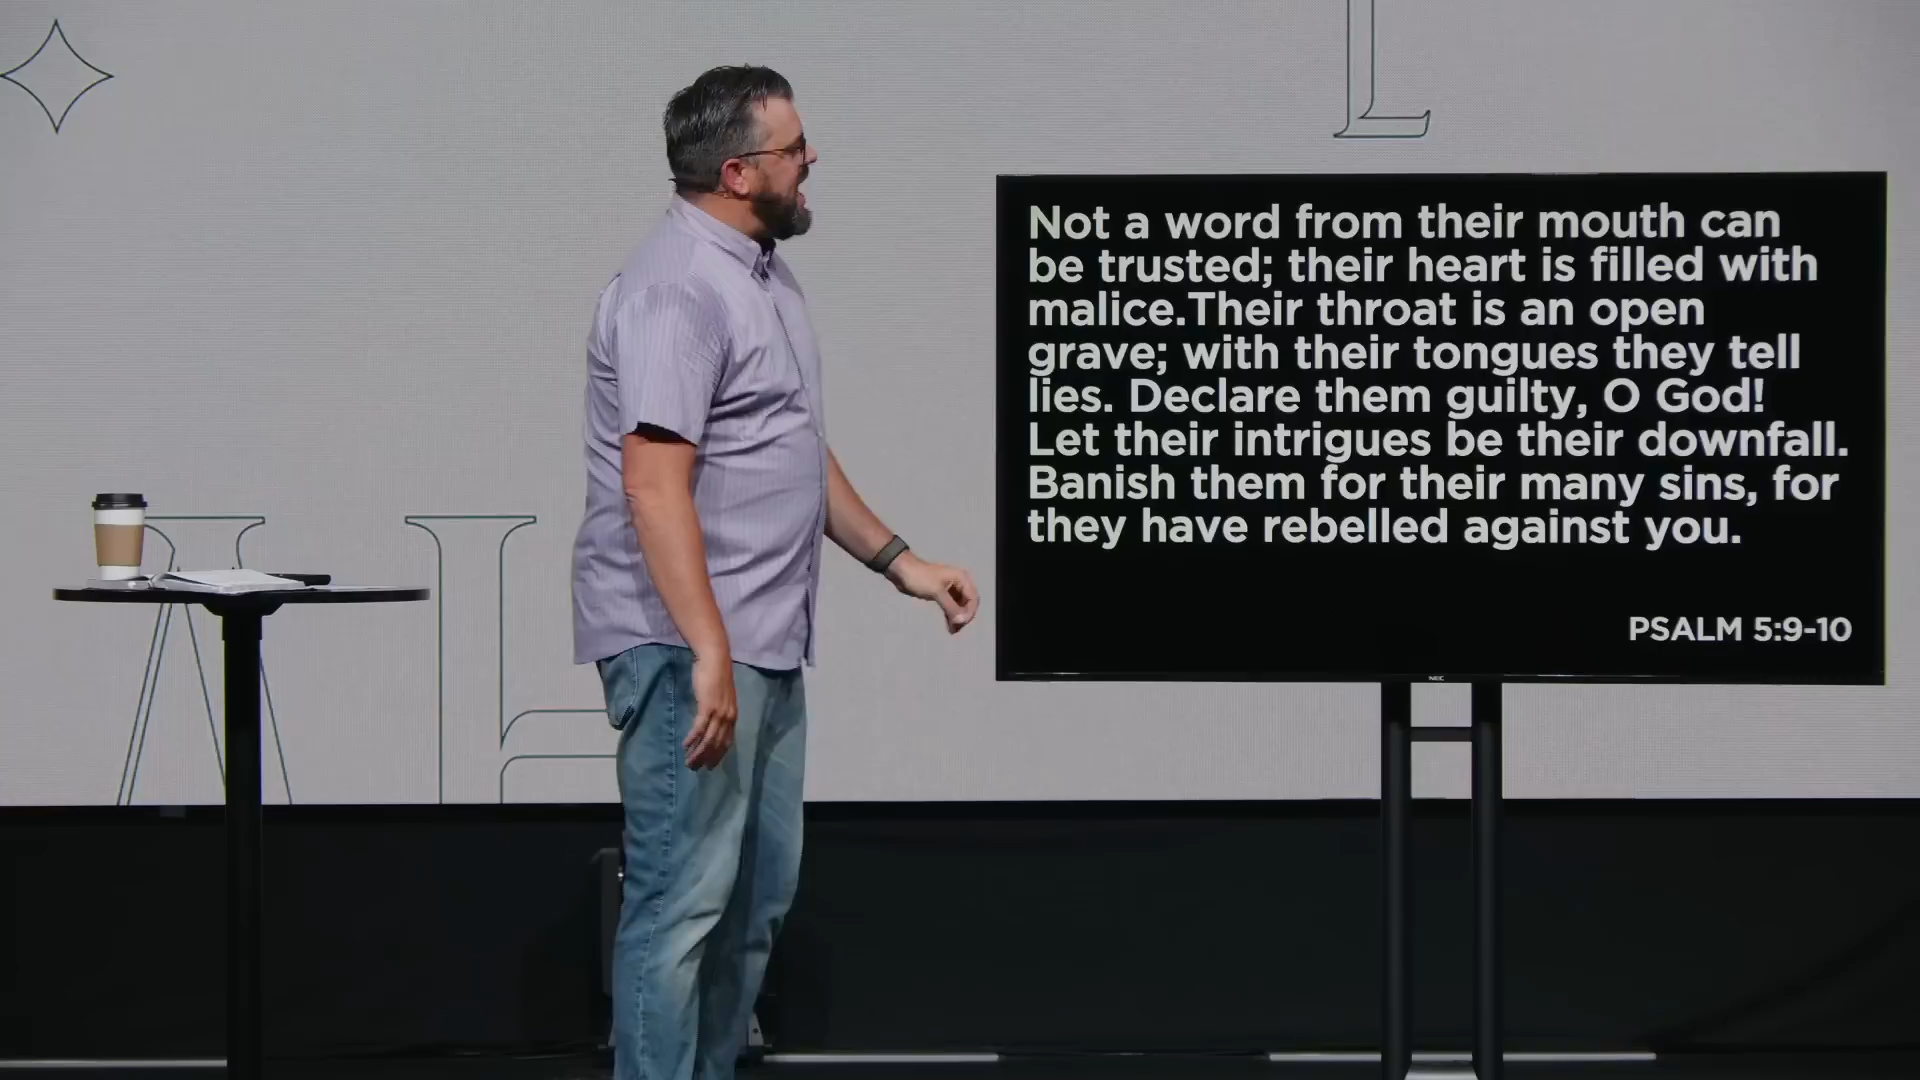 Not a word from their mouth can
be trusted; their heart is filled with
malice.Their throat is an open
grave; with their tongues they tell
lies. Declare them guilty, O God!
Let their intrigues be their downfall.
Banish them for their many sins, for
they have rebelled against you.
PSALM 5:9-10
NEC